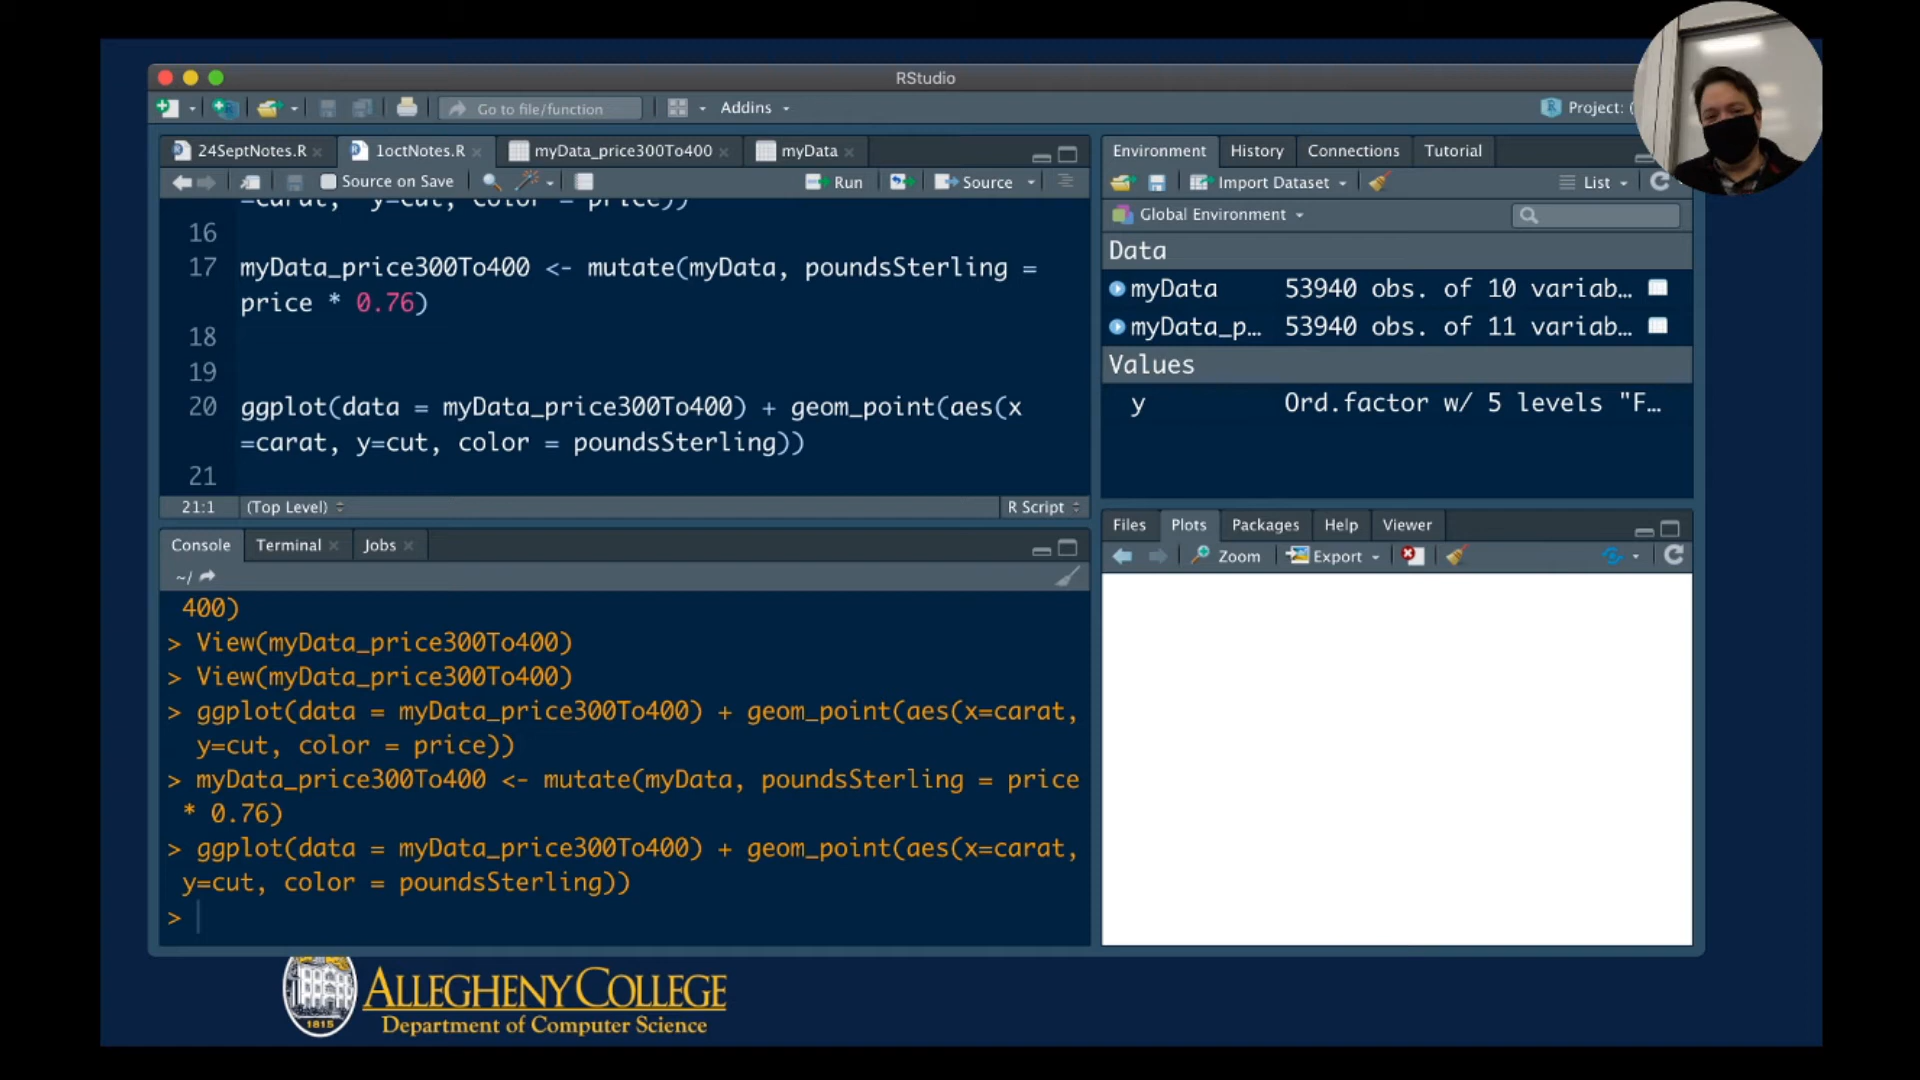 RStudio
Go to file/function
Addins
Project: (
24SeptNotes.R
1octNotes.R
myData_price300To400
myData
Source on Save
Run
Source
=carat, y=cut, color = price))
16
17 myData_price300To400 <- mutate(myData, poundsSterling =
price * 0.76)
18
19
20 ggplot(data = myData_price300To400) + geom_point(aes(x
=carat, y=cut, color = poundsSterling))
21
21:1 (Top Level) R Script
Console Terminal Jobs
~/
400)
> View(myData_price300To400)
> View(myData_price300To400)
> ggplot(data = myData_price300To400) + geom_point(aes(x=carat,
y=cut, color = price))
> myData_price300To400 <- mutate(myData, poundsSterling = price
* 0.76)
> ggplot(data = myData_price300To400) + geom_point(aes(x=carat,
y=cut, color = poundsSterling))
>
Environment History Connections Tutorial
Import Dataset
List
Global Environment
Data
myData 53940 obs. of 10 variab…
myData_p… 53940 obs. of 11 variab…
Values
y Ord.factor w/ 5 levels "F…
Files Plots Packages Help Viewer
Zoom Export
1815
ALLEGHENY COLLEGE
Department of Computer Science